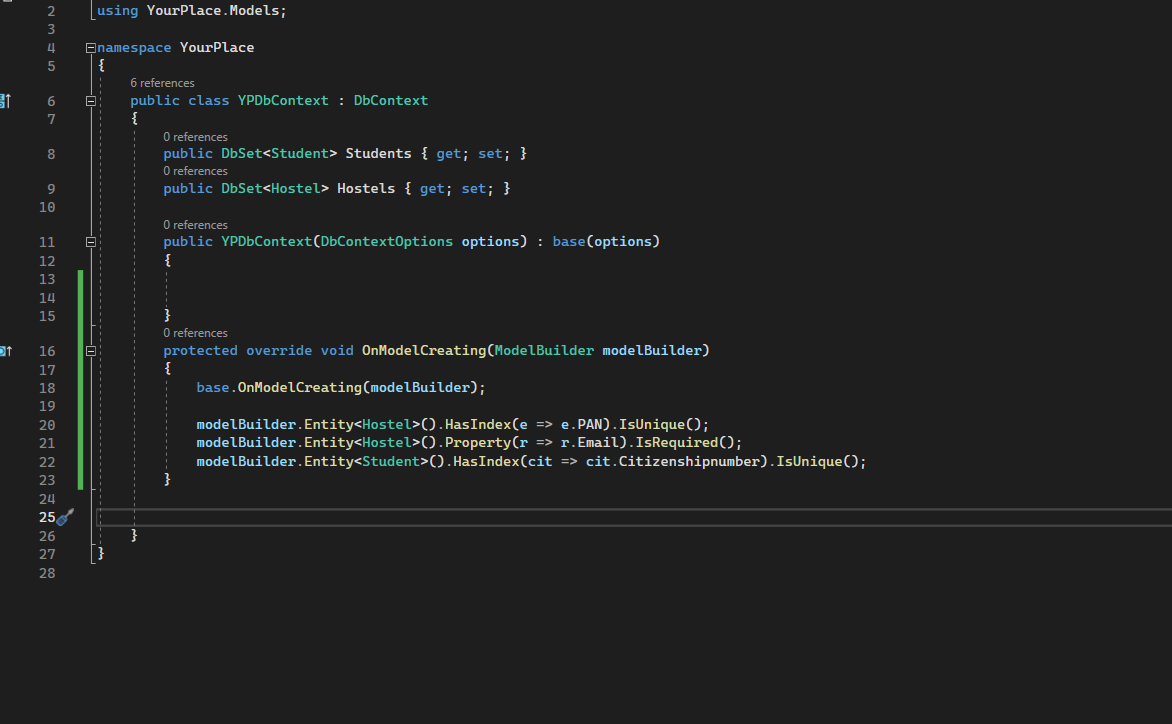 2 using YourPlace.Models;
3
4 namespace YourPlace
5 {
6 references
6 public class YPDbContext : DbContext
7 {
0 references
8 public DbSet<Student> Students { get; set; }
0 references
9 public DbSet<Hostel> Hostels { get; set; }
10
0 references
11 public YPDbContext(DbContextOptions options) : base(options)
12 {
13
14
15 }
0 references
16 protected override void OnModelCreating(ModelBuilder modelBuilder)
17 {
18 base.OnModelCreating(modelBuilder);
19
20 modelBuilder.Entity<Hostel>().HasIndex(e => e.PAN).IsUnique();
21 modelBuilder.Entity<Hostel>().Property(r => r.Email).IsRequired();
22 modelBuilder.Entity<Student>().HasIndex(cit => cit.Citizenshipnumber).IsUnique();
23 }
24
25
26 }
27 }
28